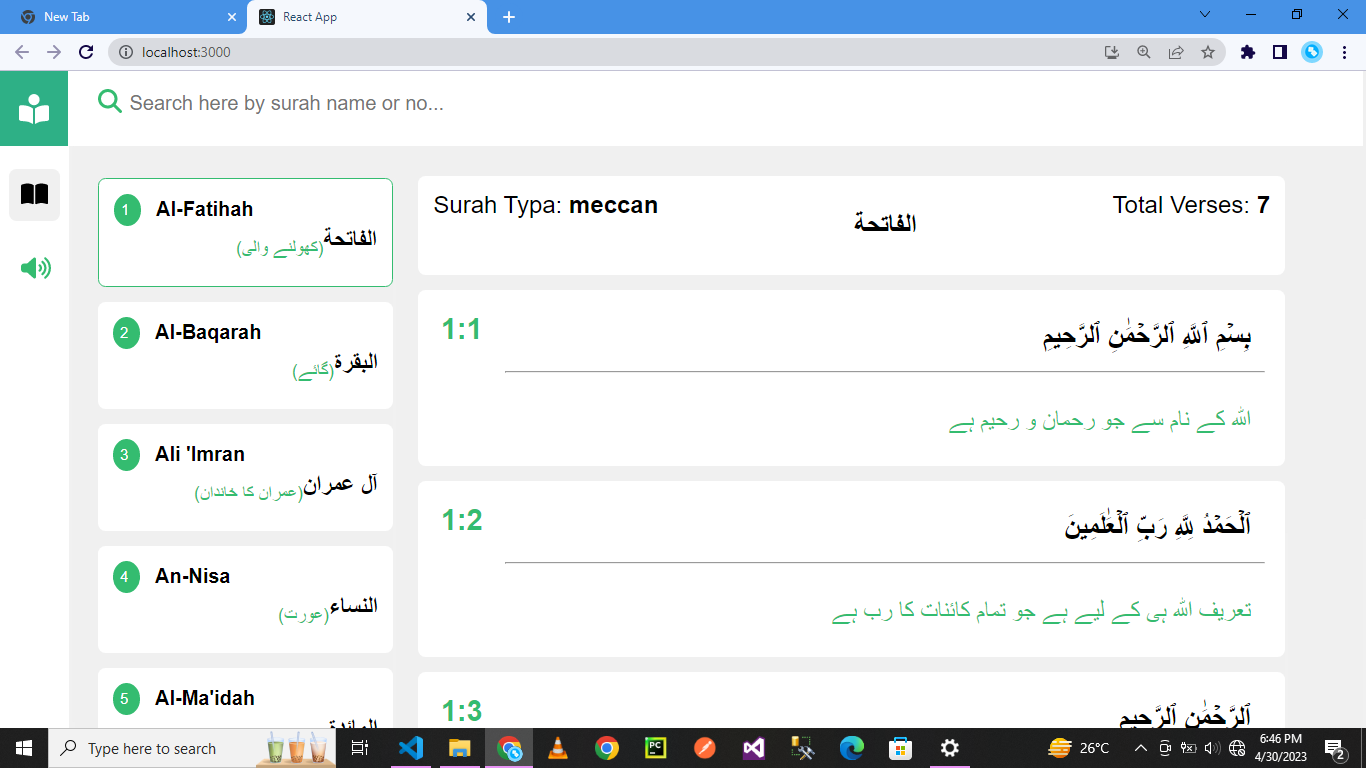 New Tab
React App
localhost:3000
Search here by surah name or no...
1 Al-Fatihah
الفاتحة(کھولنے والی)
2 Al-Baqarah
البقرة(گائے)
3 Ali 'Imran
آل عمران(عمران کا خاندان)
4 An-Nisa
النساء(عورت)
5 Al-Ma'idah
المائدة
Surah Typa: meccan
الفاتحة
Total Verses: 7
1:1
بِسۡمِ ٱللَّهِ ٱلرَّحۡمَٰنِ ٱلرَّحِيمِ
الله کے نام سے جو رحمان و رحیم ہے
1:2
ٱلۡحَمۡدُ لِلَّهِ رَبِّ ٱلۡعَٰلَمِينَ
تعریف الله ہی کے لیے ہے جو تمام کائنات کا رب ہے
1:3
ٱلرَّحۡمَٰنِ ٱلرَّحِيمِ
Type here to search
PC
26°C
6:46 PM
4/30/2023
2